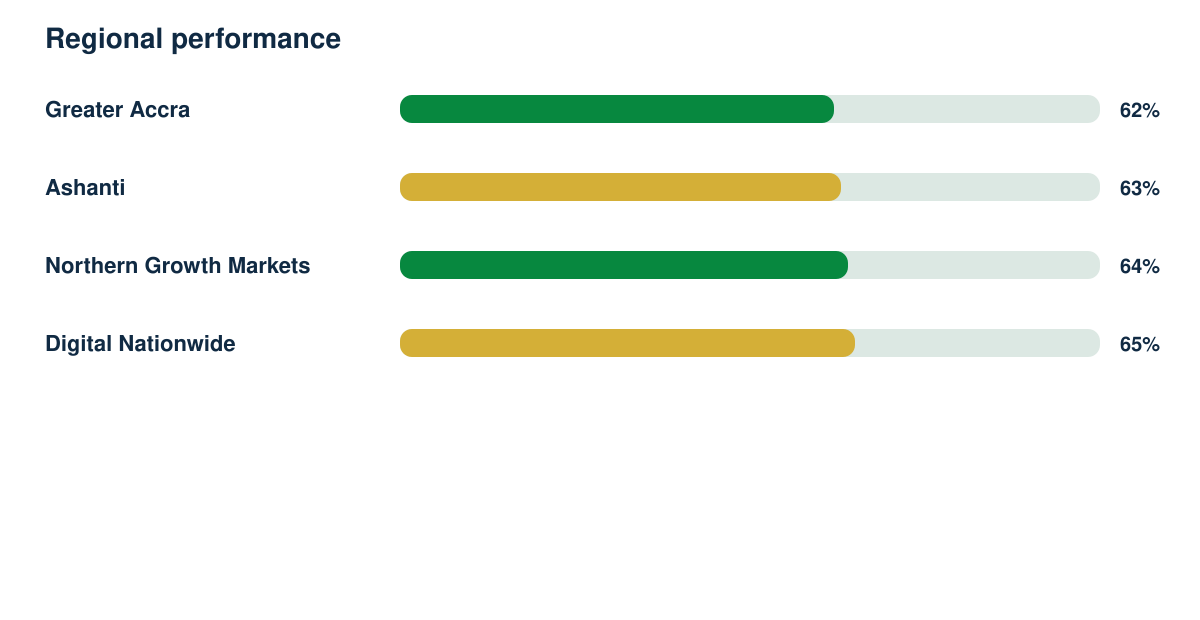 Regional performance
Greater Accra 62%
Ashanti 63%
Northern Growth Markets 64%
Digital Nationwide 65%